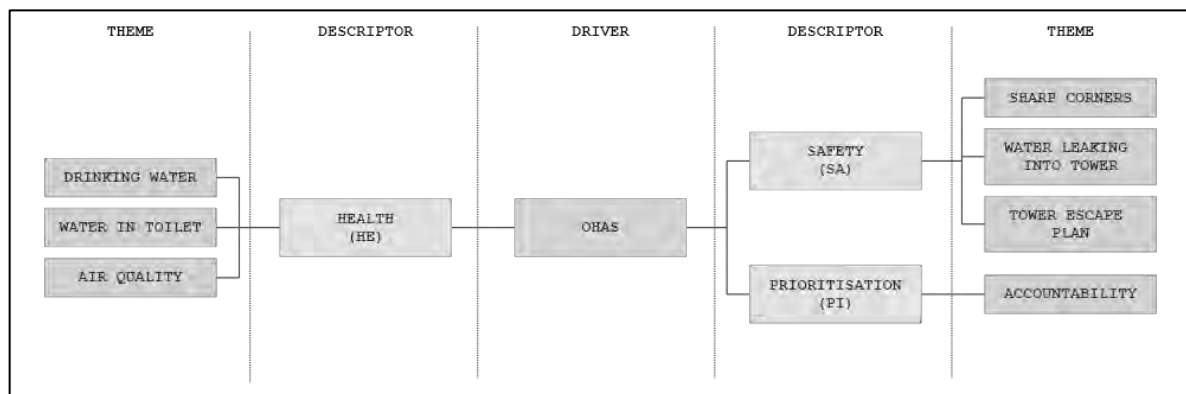 THEME
DESCRIPTOR
DRIVER
DESCRIPTOR
THEME
DRINKING WATER
WATER IN TOILET
AIR QUALITY
HEALTH
(HE)
OHAS
SAFETY
(SA)
PRIORITISATION
(PI)
SHARP CORNERS
WATER LEAKING
INTO TOWER
TOWER ESCAPE
PLAN
ACCOUNTABILITY